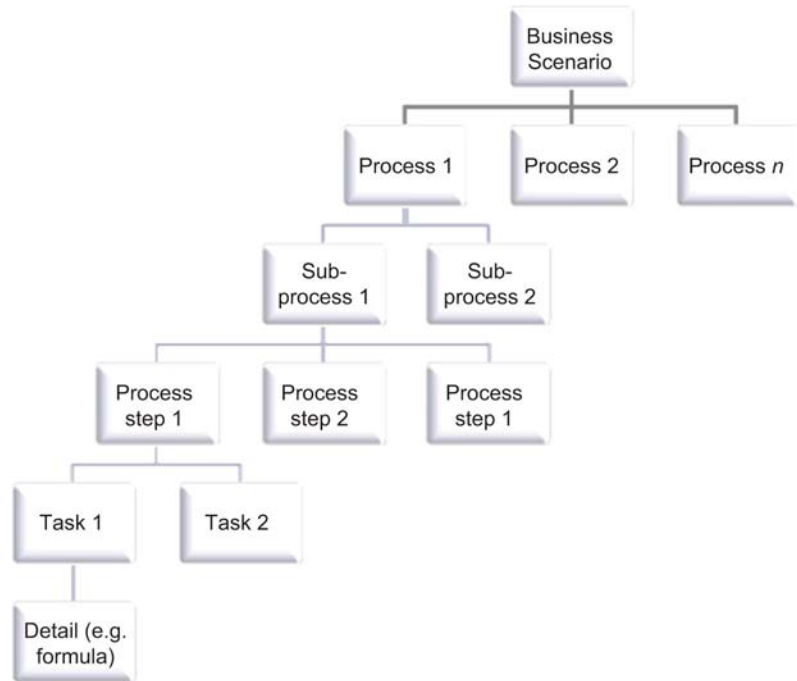 Business
Scenario
Process 1
Process 2
Process n
Sub-
process 1
Sub-
process 2
Process
step 1
Process
step 2
Process
step 1
Task 1
Task 2
Detail (e.g.
formula)